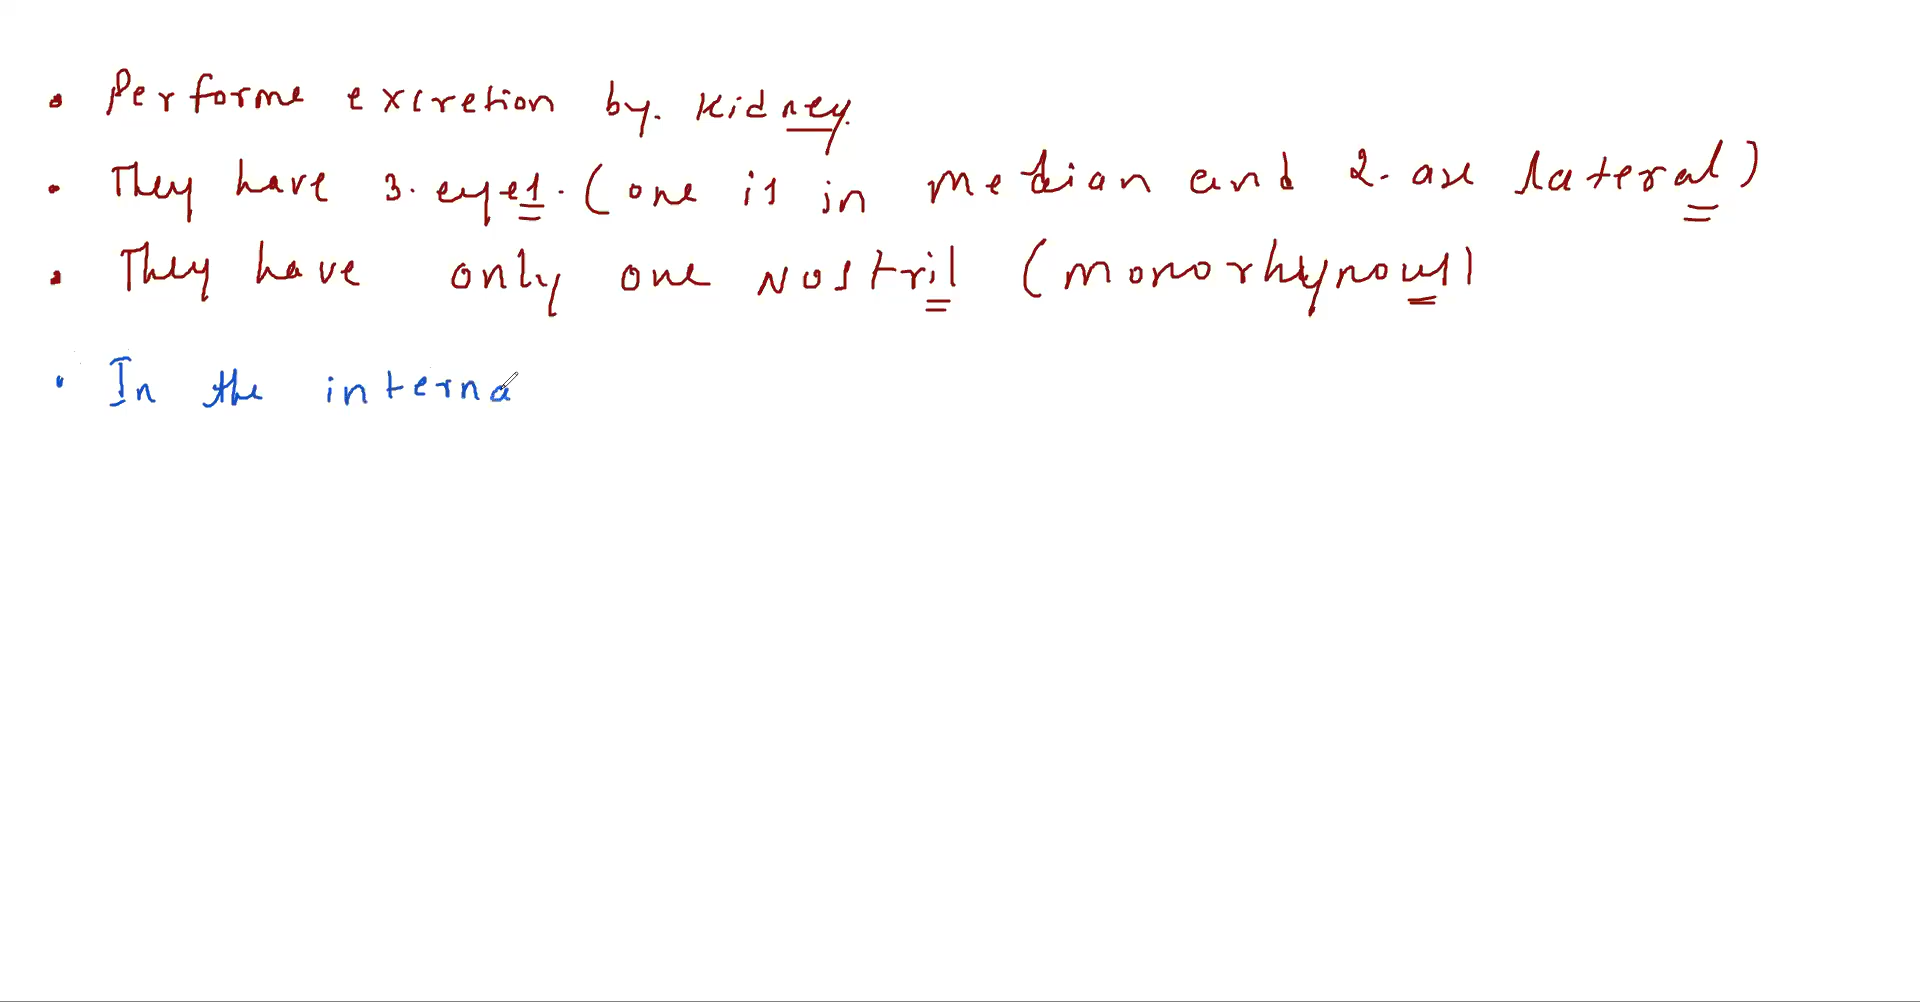 • Performe excretion by. kidney.
• They have 3. eyes. (one is in median and 2. are lateral)
• They have only one Nostril (monorhynous)
• In the interna